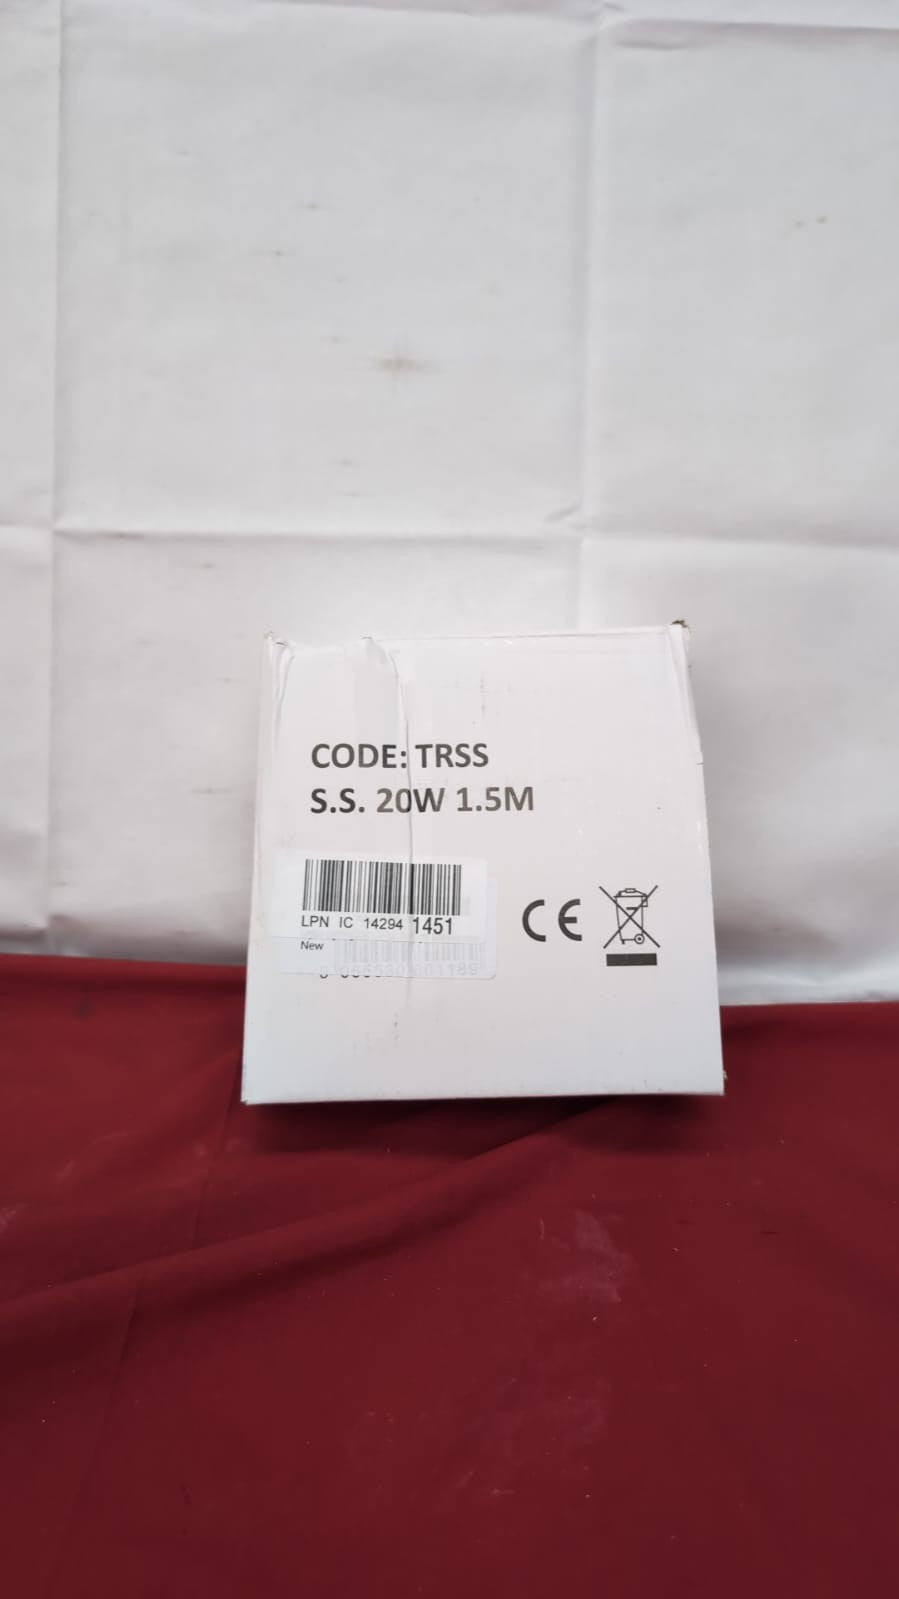 CODE: TRSS
S.S. 20W 1.5M
LPN IC 14294 1451
New
CE